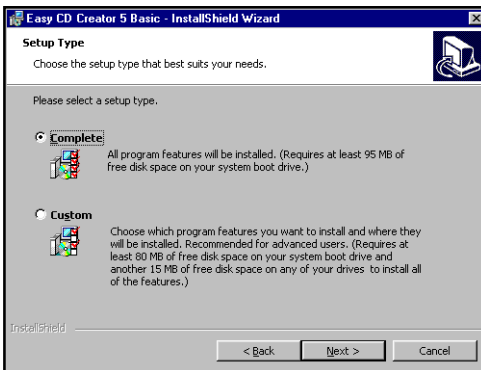 Easy CD Creator 5 Basic - InstallShield Wizard
Setup Type
Choose the setup type that best suits your needs.
Please select a setup type.
Complete
All program features will be installed. (Requires at least 95 MB of
free disk space on your system boot drive.)
Custom
Choose which program features you want to install and where they
will be installed. Recommended for advanced users. (Requires at
least 80 MB of free disk space on your system boot drive and
another 15 MB of free disk space on any of your drives to install all
of the features.)
InstallShield
< Back Next > Cancel